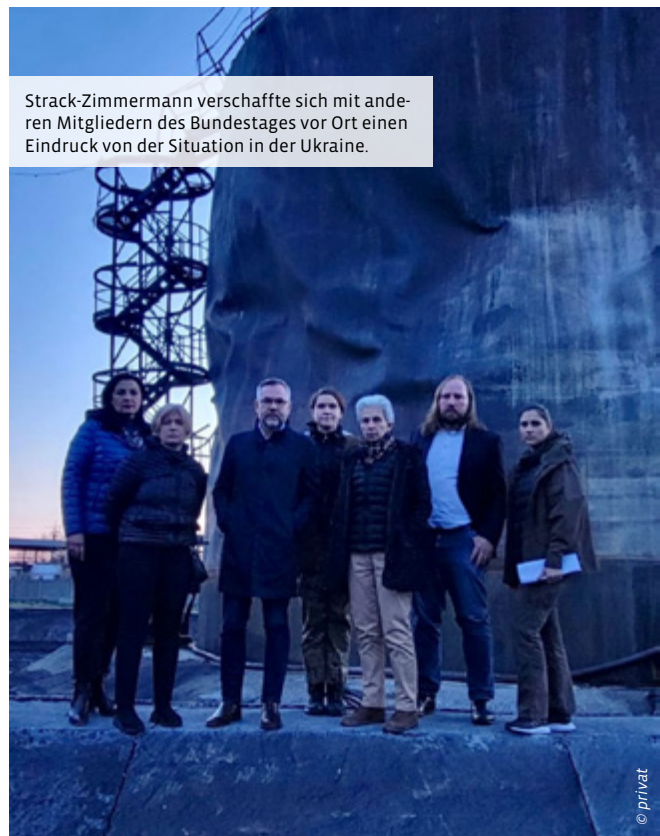 Strack-Zimmermann verschaffte sich mit ande-
ren Mitgliedern des Bundestages vor Ort einen
Eindruck von der Situation in der Ukraine.
© privat